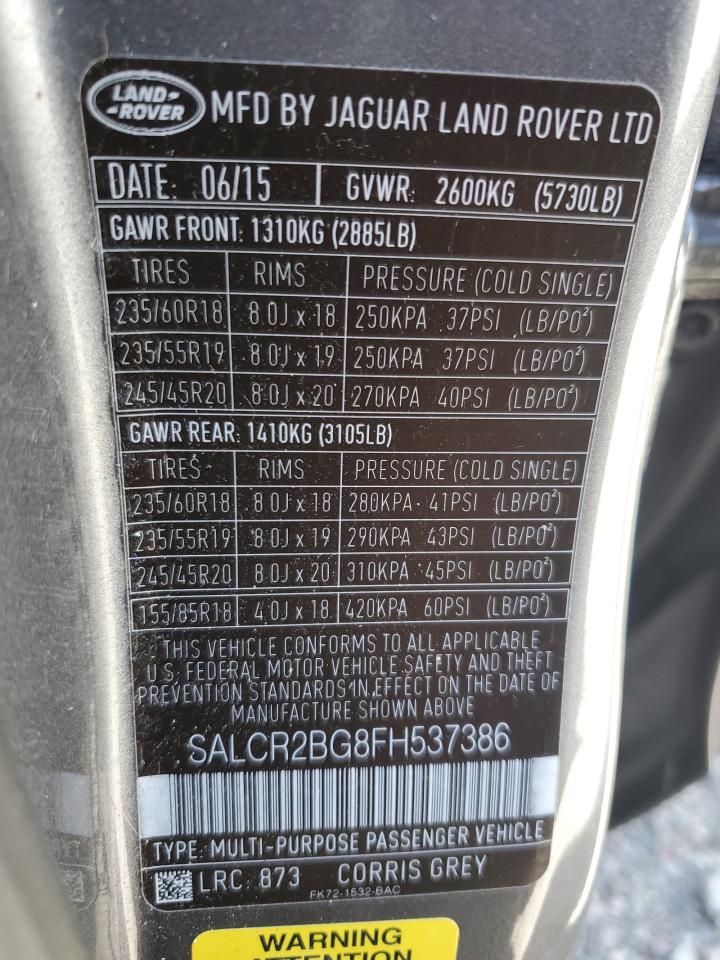 LAND-
-ROVER
MFD BY JAGUAR LAND ROVER LTD
DATE: 06/15 GVWR: 2600KG (5730LB)
GAWR FRONT: 1310KG (2885LB)
TIRES RIMS PRESSURE (COLD SINGLE)
235/60R18 8.0J x 18 250KPA 37PSI (LB/PO²)
235/55R19 8.0J x 19 250KPA 37PSI (LB/PO²)
245/45R20 8.0J x 20 270KPA 40PSI (LB/PO²)
GAWR REAR: 1410KG (3105LB)
TIRES RIMS PRESSURE (COLD SINGLE)
235/60R18 8.0J x 18 280KPA 41PSI (LB/PO²)
235/55R19 8.0J x 19 290KPA 43PSI (LB/PO²)
245/45R20 8.0J x 20 310KPA 45PSI (LB/PO²)
155/85R18 4.0J x 18 420KPA 60PSI (LB/PO²)
THIS VEHICLE CONFORMS TO ALL APPLICABLE
U.S. FEDERAL MOTOR VEHICLE SAFETY AND THEFT
PREVENTION STANDARDS IN EFFECT ON THE DATE OF
MANUFACTURE SHOWN ABOVE
SALCR2BG8FH537386
TYPE: MULTI-PURPOSE PASSENGER VEHICLE
LRC: 873 CORRIS GREY
FK72-1532-BAC
WARNING
ATTENTION